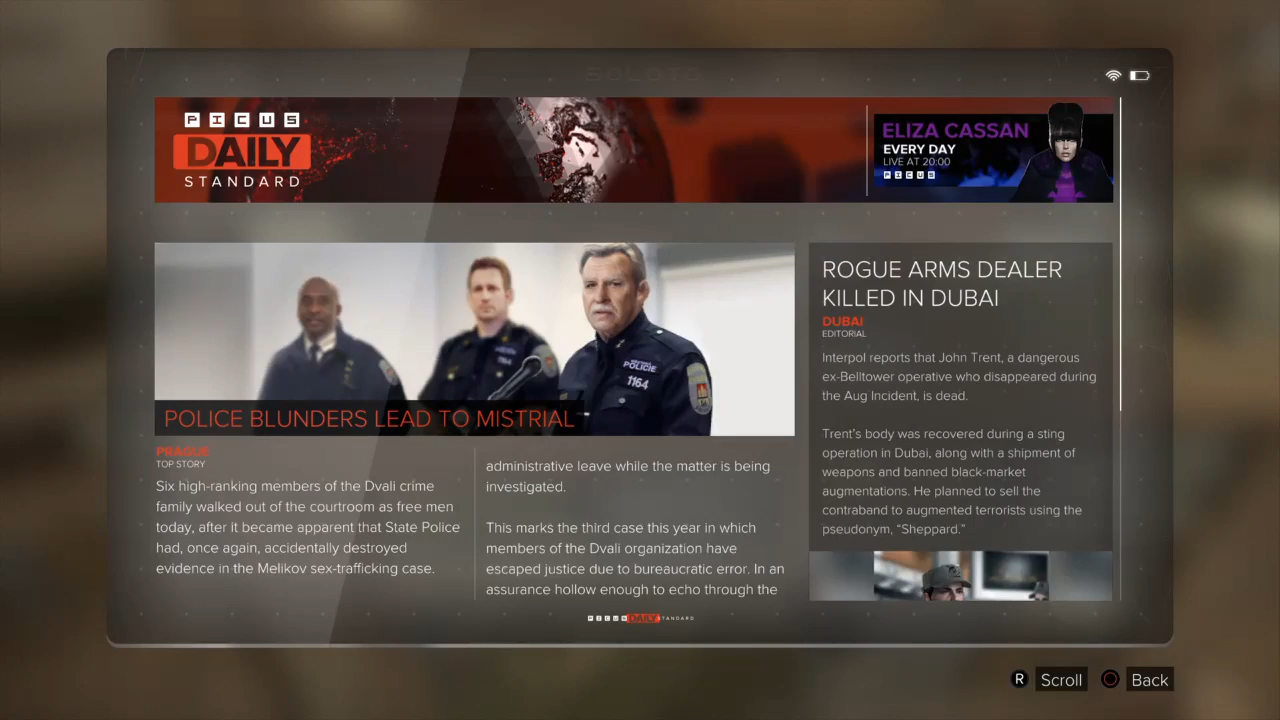 SOLOTO
PICUS
DAILY
STANDARD
ELIZA CASSAN
EVERY DAY
LIVE AT 20:00
PICUS
POLICIE
1164
POLICE BLUNDERS LEAD TO MISTRIAL
PRAGUE
TOP STORY
Six high-ranking members of the Dvali crime
family walked out of the courtroom as free men
today, after it became apparent that State Police
had, once again, accidentally destroyed
evidence in the Melikov sex-trafficking case.
administrative leave while the matter is being
investigated.
This marks the third case this year in which
members of the Dvali organization have
escaped justice due to bureaucratic error. In an
assurance hollow enough to echo through the
ROGUE ARMS DEALER
KILLED IN DUBAI
DUBAI
EDITORIAL
Interpol reports that John Trent, a dangerous
ex-Belltower operative who disappeared during
the Aug Incident, is dead.
Trent's body was recovered during a sting
operation in Dubai, along with a shipment of
weapons and banned black-market
augmentations. He planned to sell the
contraband to augmented terrorists using the
pseudonym, “Sheppard.”
PICUS DAILY STANDARD
R Scroll Back